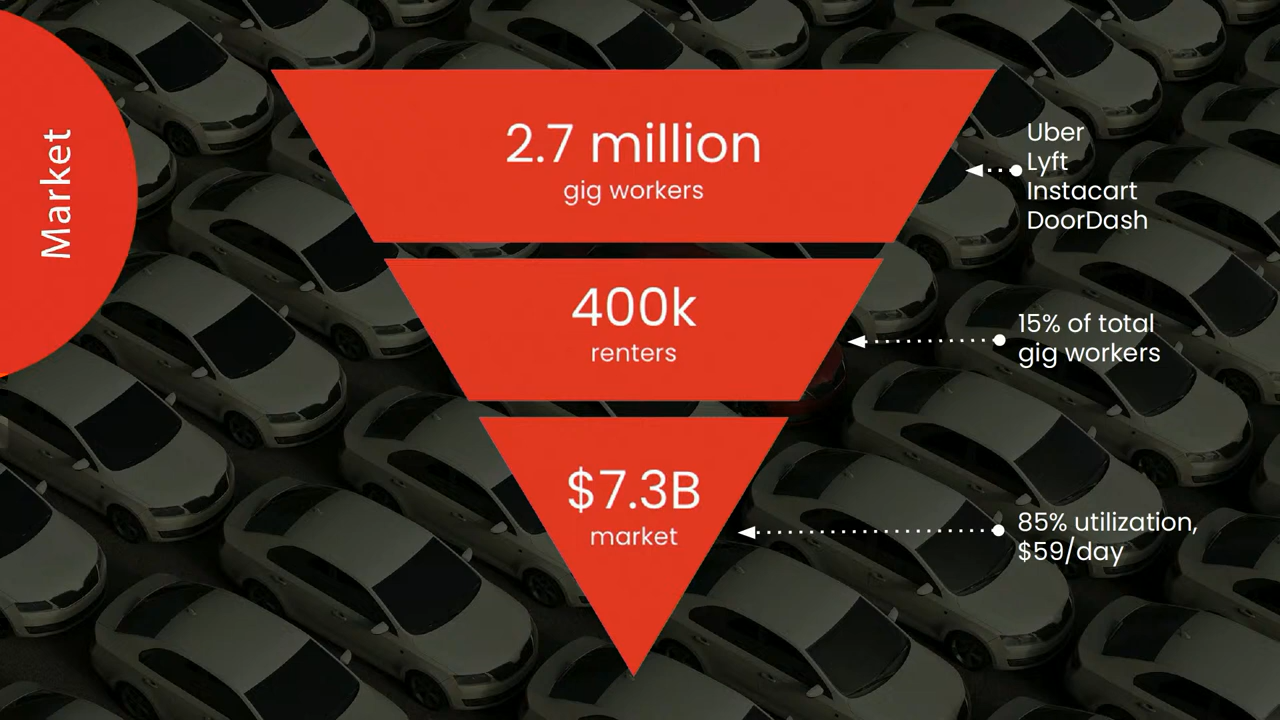 Market
2.7 million
gig workers
Uber
Lyft
Instacart
DoorDash
400k
renters
15% of total
gig workers
$7.3B
market
85% utilization,
$59/day